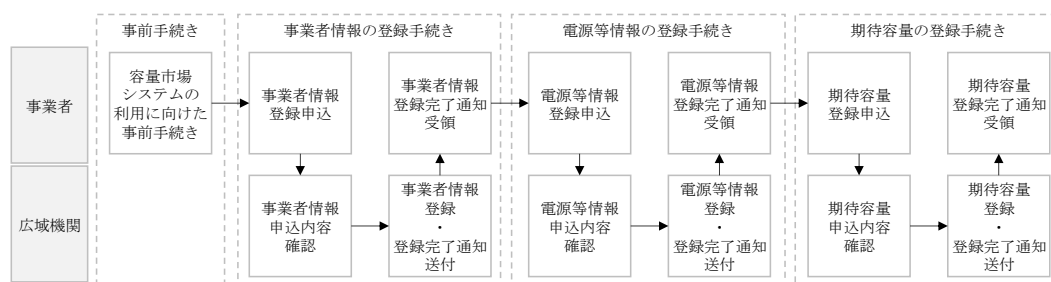 事前手続き
事業者情報の登録手続き
電源等情報の登録手続き
期待容量の登録手続き
事業者
容量市場
システムの
利用に向けた
事前手続き
事業者情報
登録申込
事業者情報
登録完了通知
受領
電源等情報
登録申込
電源等情報
登録完了通知
受領
期待容量
登録申込
期待容量
登録完了通知
受領
広域機関
事業者情報
申込内容
確認
事業者情報
登録
・
登録完了通知
送付
電源等情報
申込内容
確認
電源等情報
登録
・
登録完了通知
送付
期待容量
申込内容
確認
期待容量
登録
・
登録完了通知
送付